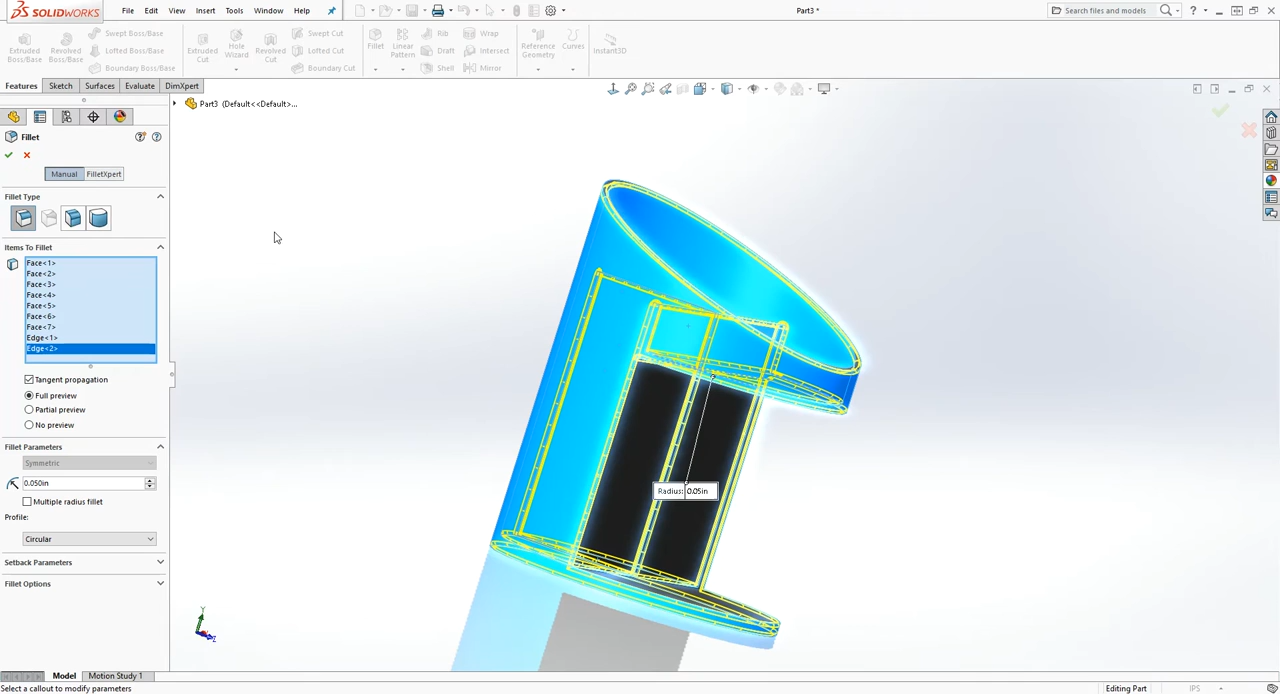 SOLIDWORKS
File Edit View Insert Tools Window Help
Part3 *
Search files and models
Extruded Boss/Base
Revolved Boss/Base
Swept Boss/Base
Lofted Boss/Base
Boundary Boss/Base
Extruded Cut
Hole Wizard
Revolved Cut
Swept Cut
Lofted Cut
Boundary Cut
Fillet
Linear Pattern
Rib
Draft
Shell
Wrap
Intersect
Mirror
Reference Geometry
Curves
Instant3D
Features Sketch Surfaces Evaluate DimXpert
Part3 (Default<<Default>...
Fillet
Manual FilletXpert
Fillet Type
Items To Fillet
Face<1>
Face<2>
Face<3>
Face<4>
Face<5>
Face<6>
Face<7>
Edge<1>
Edge<2>
Tangent propagation
Full preview
Partial preview
No preview
Fillet Parameters
Symmetric
0.050in
Multiple radius fillet
Profile:
Circular
Setback Parameters
Fillet Options
Radius: 0.05in
Y
Z
Model Motion Study 1
Select a callout to modify parameters
Editing Part
IPS